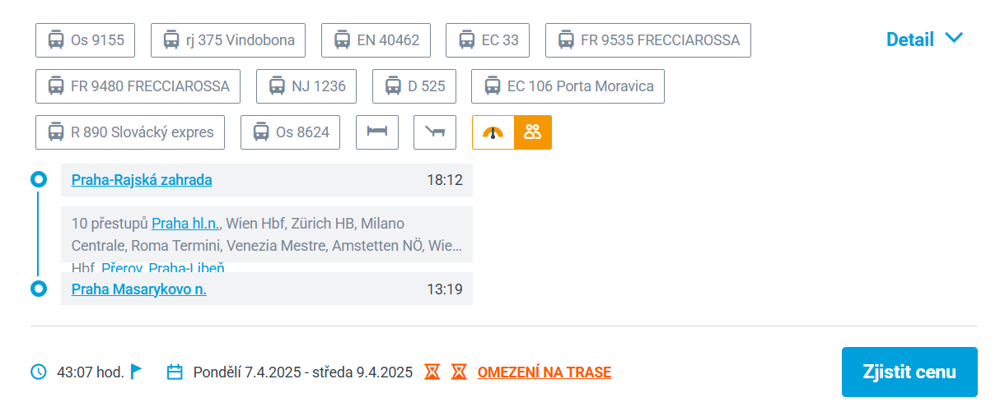 Os 9155 rj 375 Vindobona EN 40462 EC 33 FR 9535 FRECCIAROSSA Detail
FR 9480 FRECCIAROSSA NJ 1236 D 525 EC 106 Porta Moravica
R 890 Slovácký expres Os 8624
Praha-Rajská zahrada 18:12
10 přestupů Praha hl.n., Wien Hbf, Zürich HB, Milano
Centrale, Roma Termini, Venezia Mestre, Amstetten NÖ, Wie...
Hbf, Přerov, Praha-Libeň
Praha Masarykovo n. 13:19
43:07 hod. Pondělí 7.4.2025 - středa 9.4.2025 OMEZENÍ NA TRASE Zjistit cenu